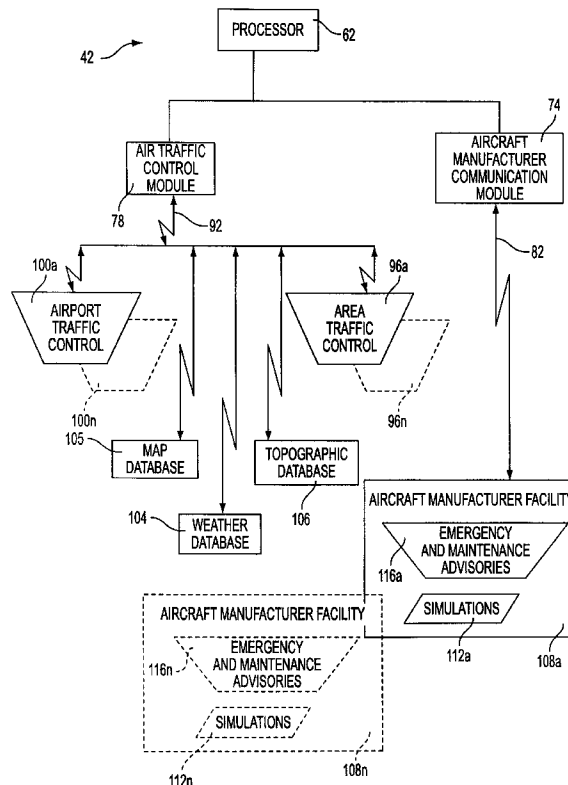 PROCESSOR
62
42
74
AIR TRAFFIC
CONTROL
MODULE
AIRCRAFT
MANUFACTURER
COMMUNICATION
MODULE
78
92
82
100a
96a
AIRPORT
TRAFFIC
CONTROL
AREA
TRAFFIC
CONTROL
100n
96n
105
MAP
DATABASE
TOPOGRAPHIC
DATABASE
106
104
WEATHER
DATABASE
AIRCRAFT MANUFACTURER FACILITY
EMERGENCY
AND MAINTENANCE
ADVISORIES
116a
SIMULATIONS
112a
108a
AIRCRAFT MANUFACTURER FACILITY
EMERGENCY
AND MAINTENANCE
ADVISORIES
116n
SIMULATIONS
112n
108n